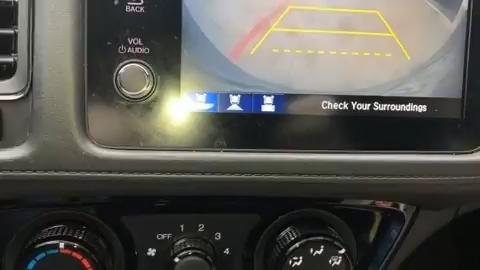 BACK
VOL
AUDIO
Check Your Surroundings
OFF 1 2 3 4